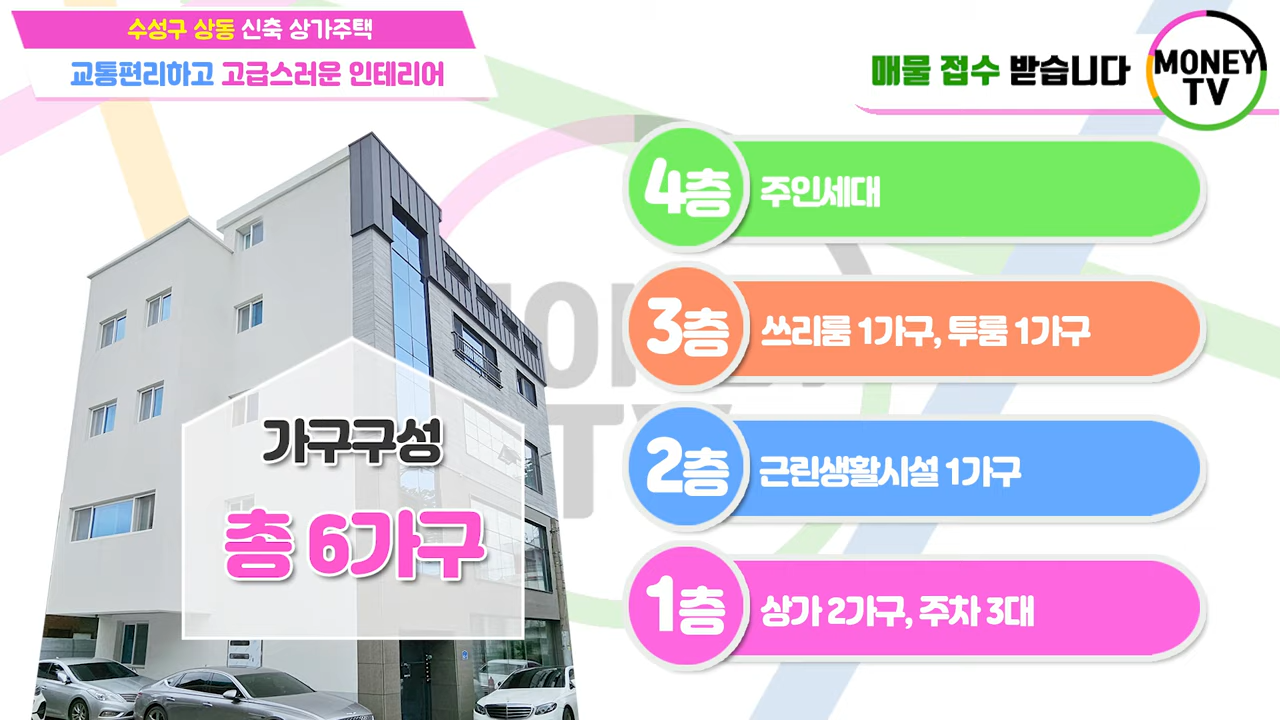 수성구 상동 신축 상가주택
교통편리하고 고급스러운 인테리어
매물 접수 받습니다
MONEY
TV
4층 주인세대
3층 쓰리룸 1가구, 투룸 1가구
2층 근린생활시설 1가구
1층 상가 2가구, 주차 3대
가구구성
총 6가구